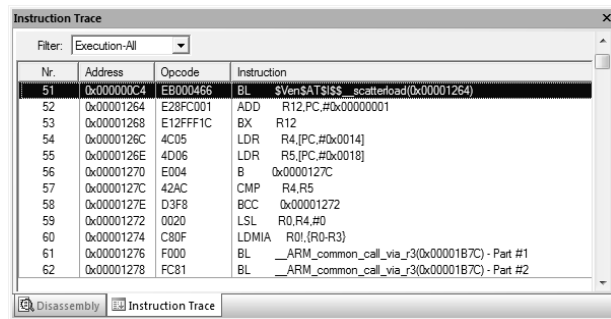 Instruction Trace
Filter: Execution-All
Nr. Address Opcode Instruction
51 0x000000C4 EB000466 BL $Ven$AT$I$$__scatterload(0x00001264)
52 0x00001264 E28FC001 ADD R12,PC,#0x00000001
53 0x00001268 E12FFF1C BX R12
54 0x0000126C 4C05 LDR R4,[PC,#0x0014]
55 0x0000126E 4D06 LDR R5,[PC,#0x0018]
56 0x00001270 E004 B 0x0000127C
57 0x0000127C 42AC CMP R4,R5
58 0x0000127E D3F8 BCC 0x00001272
59 0x00001272 0020 LSL R0,R4,#0
60 0x00001274 C80F LDMIA R0!,{R0-R3}
61 0x00001276 F000 BL __ARM_common_call_via_r3(0x00001B7C) - Part #1
62 0x00001278 FC81 BL __ARM_common_call_via_r3(0x00001B7C) - Part #2
Disassembly Instruction Trace